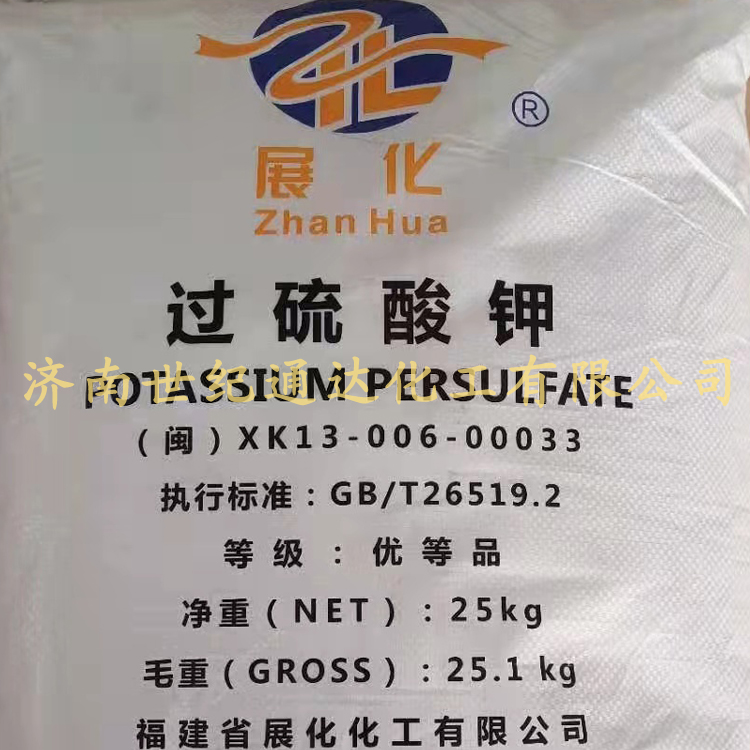 ®
展化
Zhan Hua
过硫酸钾
POTASSIUM PERSULFATE
济南世纪通达化工有限公司
(闽)XK13-006-00033
执行标准:GB/T26519.2
等级:优等品
净重(NET):25kg
毛重(GROSS):25.1 kg
福建省展化化工有限公司